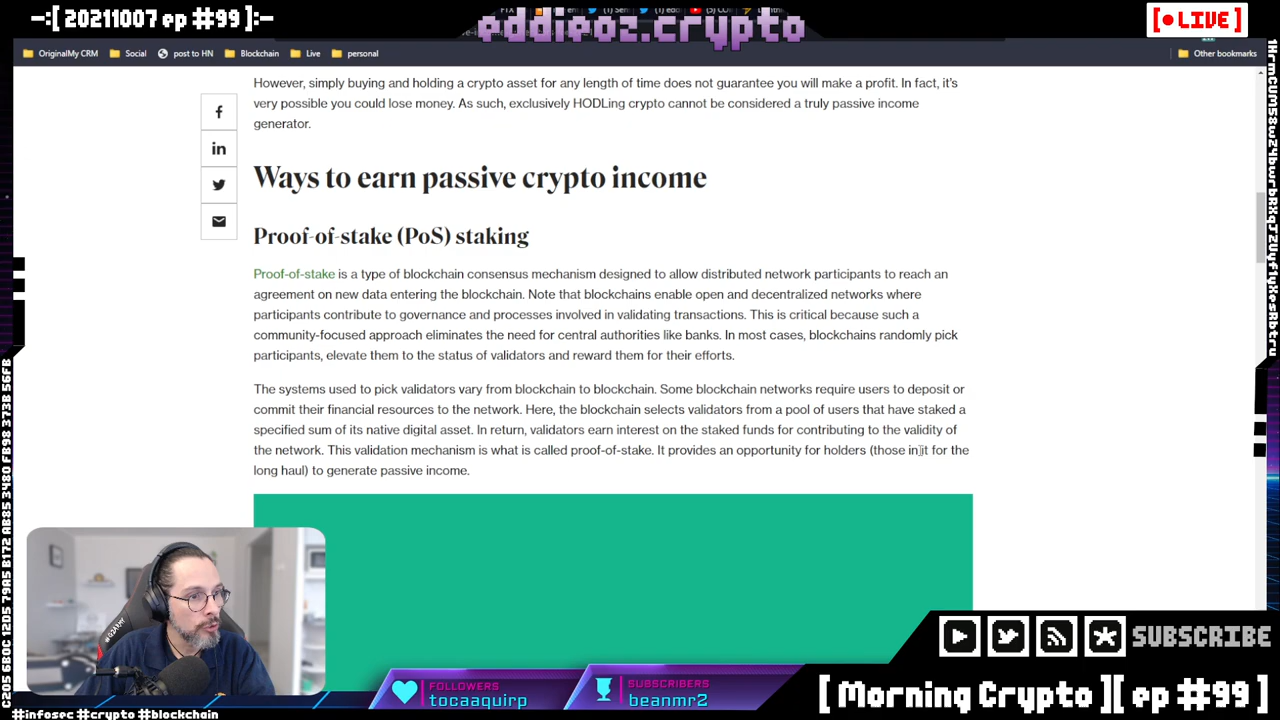 —:[ 20211007 ep #99 ]:—
eddieoz.crypto
[ • LIVE ]
OriginalMy CRM
Social
post to HN
Blockchain
Live
personal
Other bookmarks
However, simply buying and holding a crypto asset for any length of time does not guarantee you will make a profit. In fact, it's
very possible you could lose money. As such, exclusively HODLing crypto cannot be considered a truly passive income
generator.
Ways to earn passive crypto income
Proof-of-stake (PoS) staking
Proof-of-stake is a type of blockchain consensus mechanism designed to allow distributed network participants to reach an
agreement on new data entering the blockchain. Note that blockchains enable open and decentralized networks where
participants contribute to governance and processes involved in validating transactions. This is critical because such a
community-focused approach eliminates the need for central authorities like banks. In most cases, blockchains randomly pick
participants, elevate them to the status of validators and reward them for their efforts.
The systems used to pick validators vary from blockchain to blockchain. Some blockchain networks require users to deposit or
commit their financial resources to the network. Here, the blockchain selects validators from a pool of users that have staked a
specified sum of its native digital asset. In return, validators earn interest on the staked funds for contributing to the validity of
the network. This validation mechanism is what is called proof-of-stake. It provides an opportunity for holders (those in it for the
long haul) to generate passive income.
SUBSCRIBE
FOLLOWERS
tocaaquirp
SUBSCRIBERS
beanmr2
[ Morning Crypto ][ ep #99 ]
#infosec #crypto #blockchain